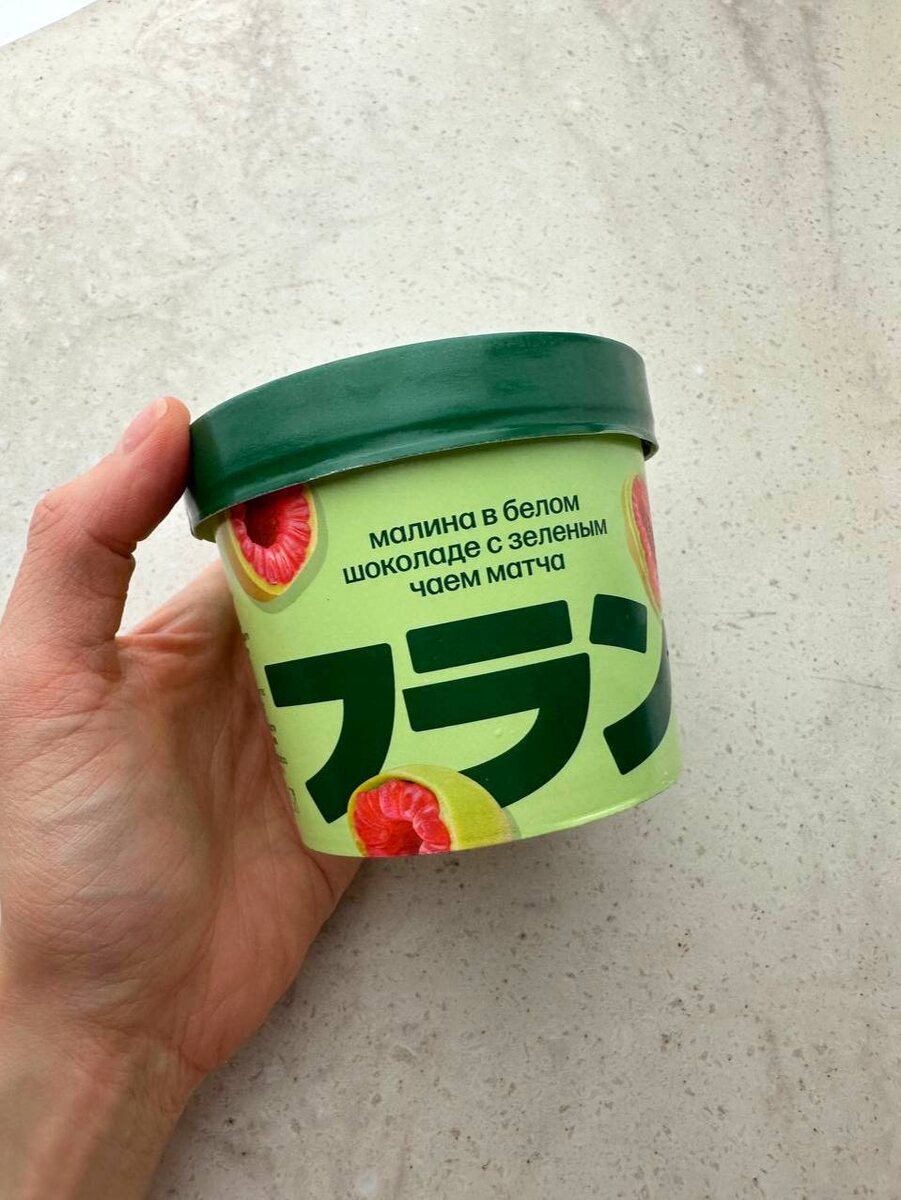 малина в белом
шоколаде с зеленым
чаем матча
フラン